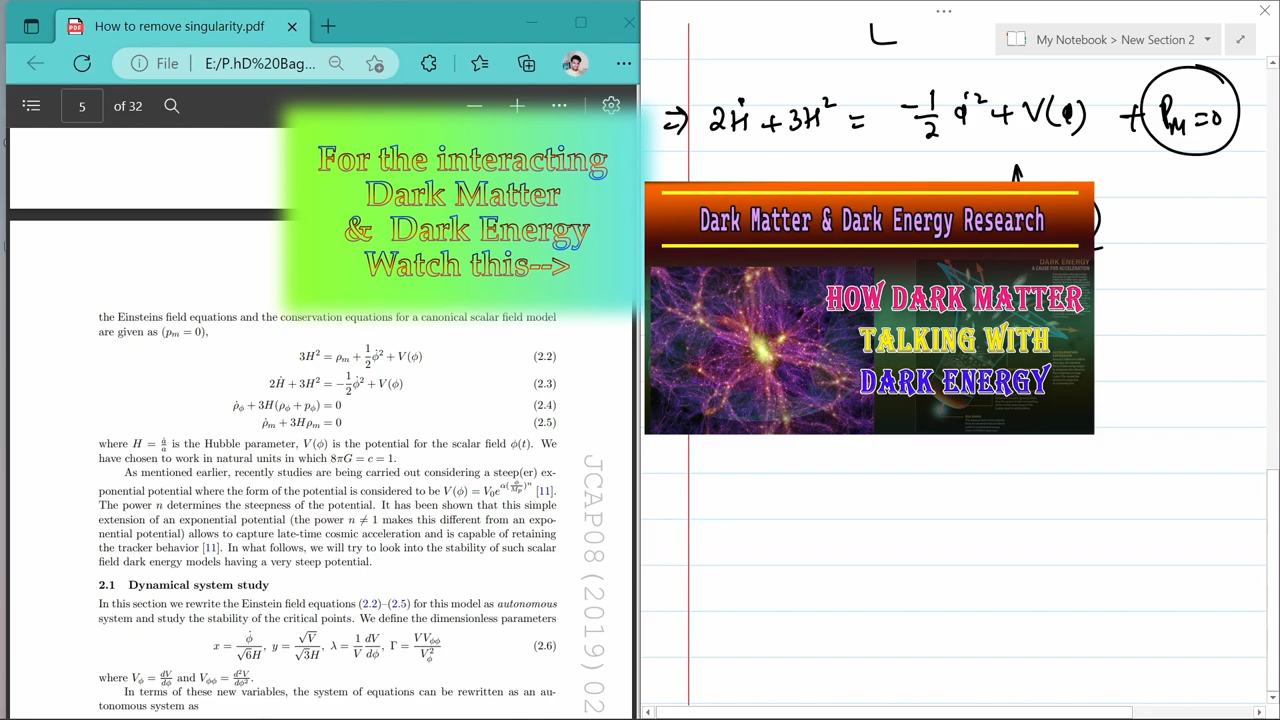 How to remove singularity.pdf
File E:/P.hD%20Bag...
5 of 32
For the interacting
Dark Matter
& Dark Energy
Watch this-->
the Einsteins field equations and the conservation equations for a canonical scalar field model
are given as (pₘ = 0),
3H² = ρₘ + 1/2 φ̇² + V(φ) (2.2)
2Ḣ + 3H² = −1/2 φ̇² + V(φ) (2.3)
ρ̇_φ + 3H(ρ_φ + p_φ) = 0 (2.4)
+ 3Hρₘ = 0 (2.5)
where H = ȧ/a is the Hubble parameter, V(φ) is the potential for the scalar field φ(t). We
have chosen to work in natural units in which 8πG = c = 1.
As mentioned earlier, recently studies are being carried out considering a steep(er) ex-
ponential potential where the form of the potential is considered to be V(φ) = V₀e^{α(φ/M_p)^n} [11].
The power n determines the steepness of the potential. It has been shown that this simple
extension of an exponential potential (the power n ≠ 1 makes this different from an expo-
nential potential) allows to capture late-time cosmic acceleration and is capable of retaining
the tracker behavior [11]. In what follows, we will try to look into the stability of such scalar
field dark energy models having a very steep potential.
2.1 Dynamical system study
In this section we rewrite the Einstein field equations (2.2)–(2.5) for this model as autonomous
system and study the stability of the critical points. We define the dimensionless parameters
x = φ̇/√6H, y = √V/√3H, λ = 1/V dV/dφ, Γ = V V_φφ/V_φ² (2.6)
where V_φ = dV/dφ and V_φφ = d²V/dφ².
In terms of these new variables, the system of equations can be rewritten as an au-
tonomous system as
JCAP08(2019)02
My Notebook > New Section 2
⇒ 2Ḣ + 3H² = −1/2 φ̇² + V(φ) + Pₘ = 0
Dark Matter & Dark Energy Research
DARK ENERGY
A CAUSE FOR ACCELERATION
HOW DARK MATTER
TALKING WITH
DARK ENERGY